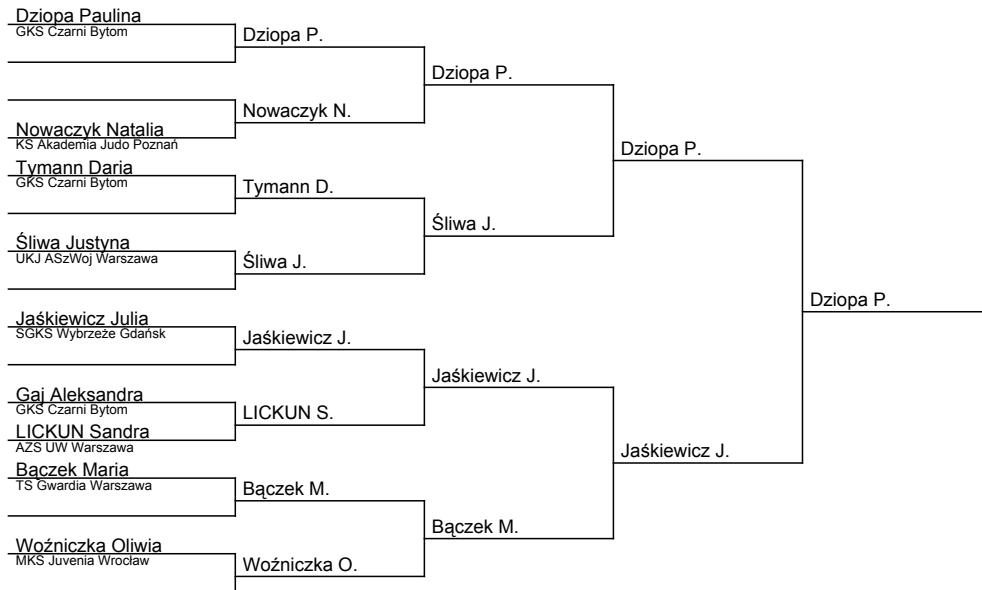 Dziopa Paulina
GKS Czarni Bytom
Dziopa P.
Dziopa P.
Nowaczyk N.
Nowaczyk Natalia
KS Akademia Judo Poznań
Dziopa P.
Tymann Daria
GKS Czarni Bytom
Tymann D.
Śliwa J.
Śliwa Justyna
UKJ ASzWoj Warszawa
Śliwa J.
Dziopa P.
Jaśkiewicz Julia
SGKS Wybrzeże Gdańsk
Jaśkiewicz J.
Jaśkiewicz J.
Gaj Aleksandra
GKS Czarni Bytom
LICKUN S.
LICKUN Sandra
AZS UW Warszawa
Jaśkiewicz J.
Bączek Maria
TS Gwardia Warszawa
Bączek M.
Bączek M.
Woźniczka Oliwia
MKS Juvenia Wrocław
Woźniczka O.